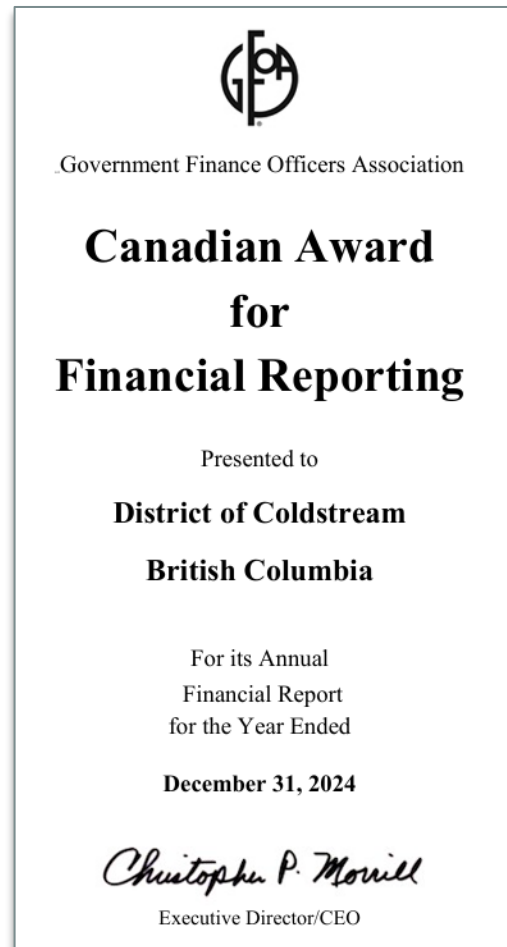 GFOA
Government Finance Officers Association
Canadian Award
for
Financial Reporting
Presented to
District of Coldstream
British Columbia
For its Annual
Financial Report
for the Year Ended
December 31, 2024
Christopher P. Morrill
Executive Director/CEO